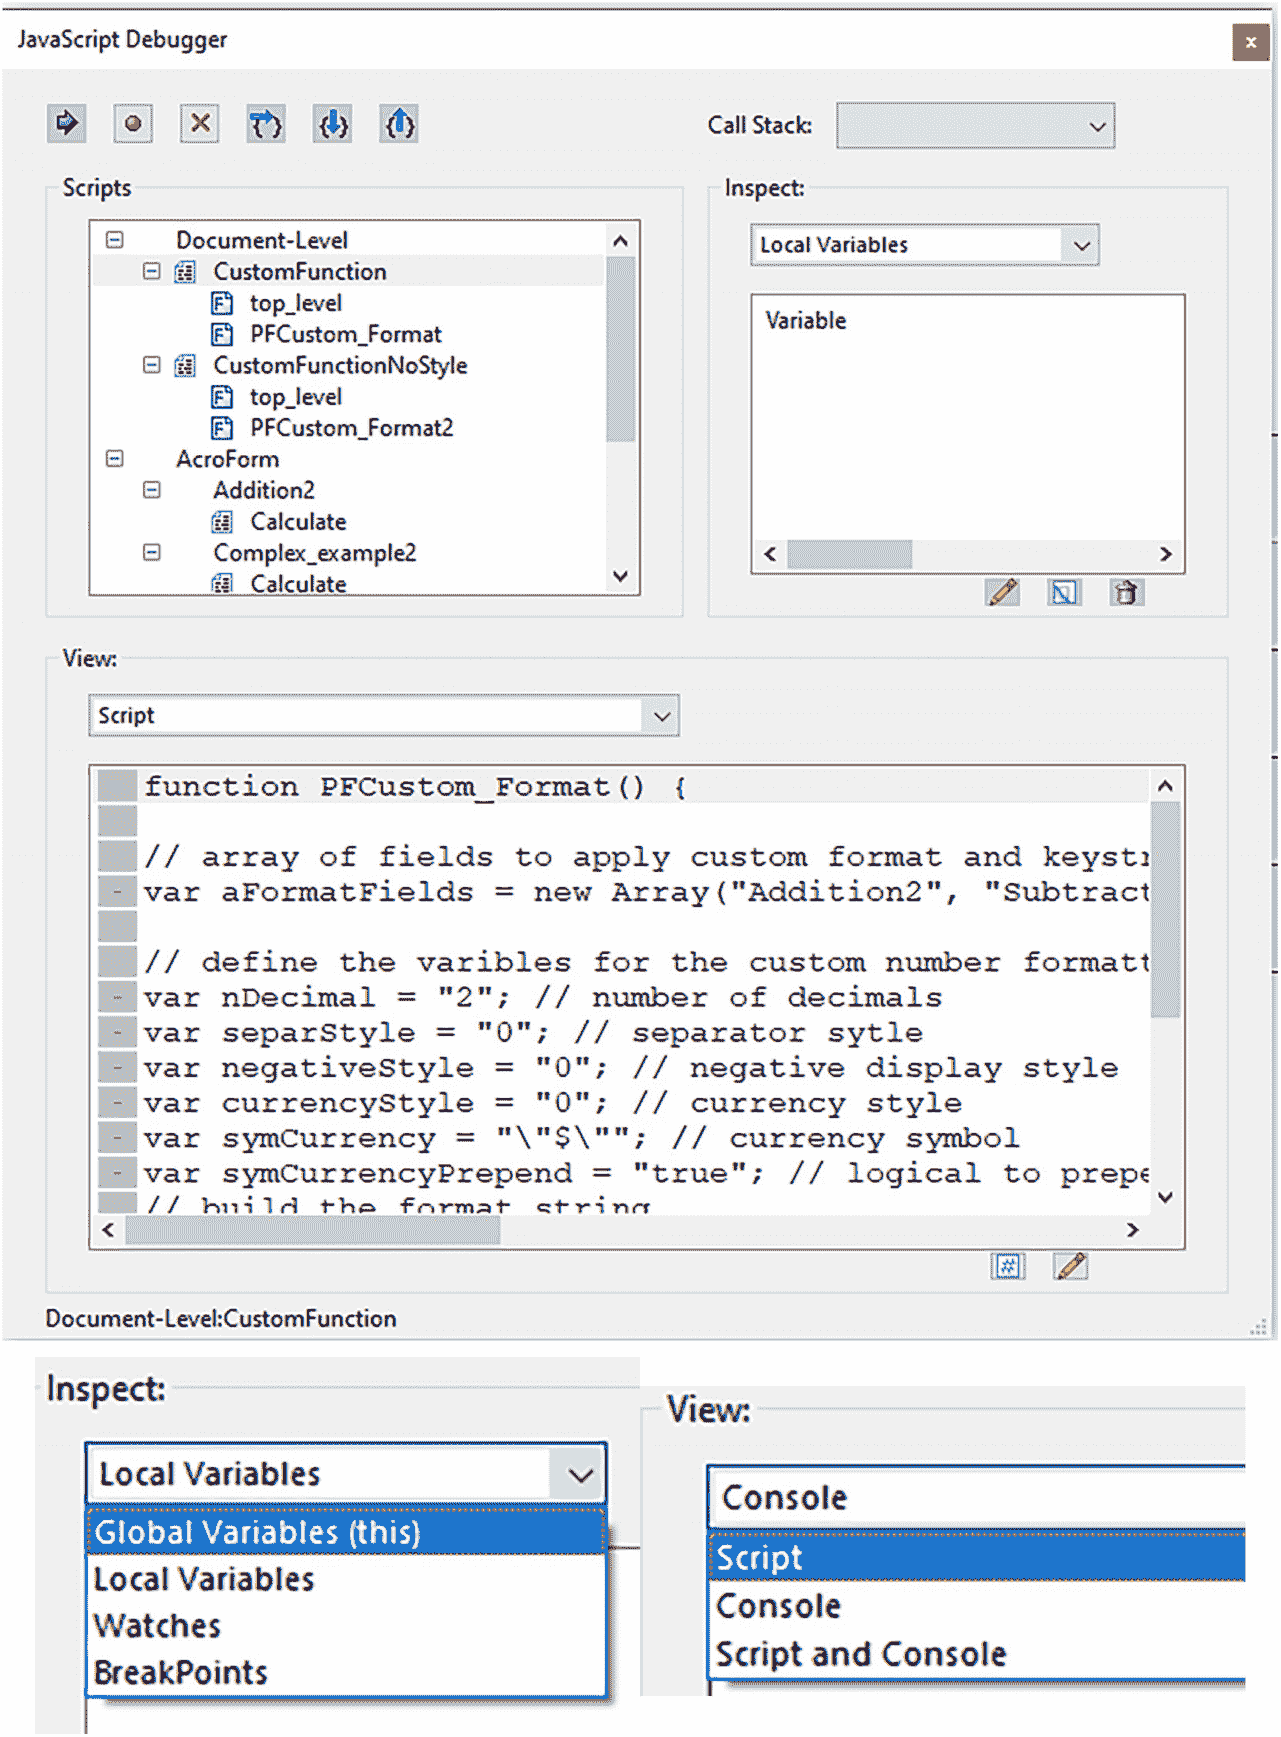 JavaScript Debugger
x
Call Stack:
Scripts
Document-Level
CustomFunction
top_level
PFCustom_Format
CustomFunctionNoStyle
top_level
PFCustom_Format2
AcroForm
Addition2
Calculate
Complex_example2
Calculate
Inspect:
Local Variables
Variable
View:
Script
function PFCustom_Format() {
// array of fields to apply custom format and keyst
var aFormatFields = new Array("Addition2", "Subtract
// define the varibles for the custom number formatt
var nDecimal = "2"; // number of decimals
var separStyle = "0"; // separator sytle
var negativeStyle = "0"; // negative display style
var currencyStyle = "0"; // currency style
var symCurrency = "\"$\""; // currency symbol
var symCurrencyPrepend = "true"; // logical to prepe
// build the format string
Document-Level:CustomFunction
Inspect:
Local Variables
Global Variables (this)
Local Variables
Watches
BreakPoints
View:
Console
Script
Console
Script and Console